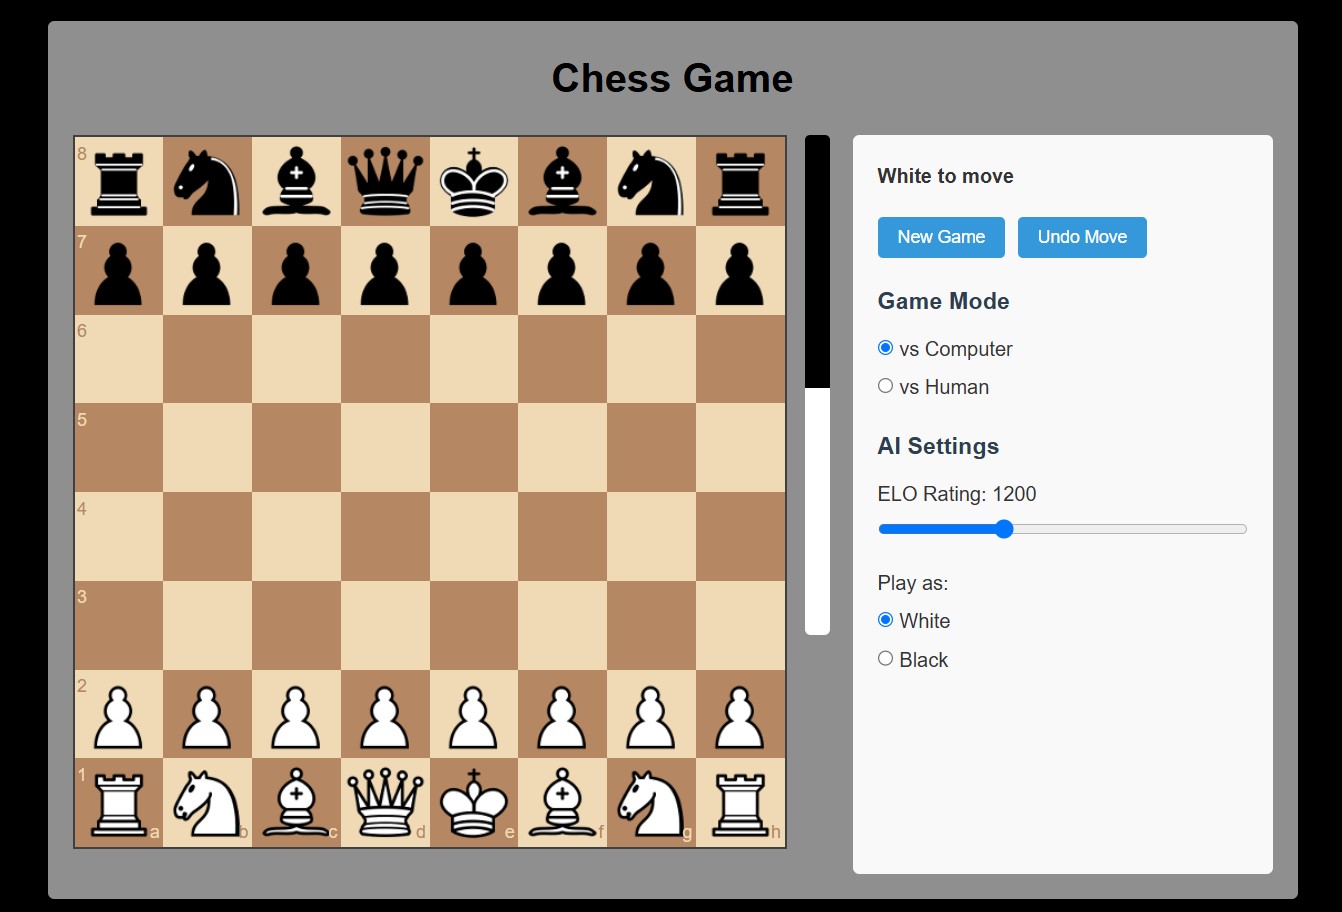 Chess Game
8
7
6
5
4
3
2
1
a b c d e f g h
White to move
New Game Undo Move
Game Mode
vs Computer
vs Human
AI Settings
ELO Rating: 1200
Play as:
White
Black